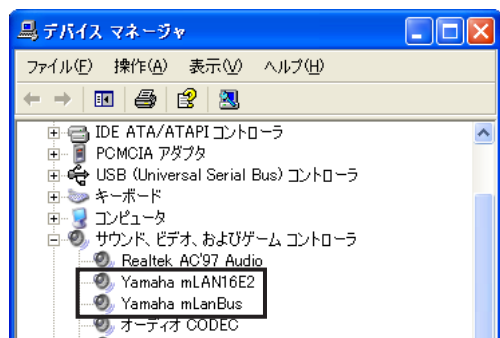 デバイス マネージャ
ファイル(F) 操作(A) 表示(V) ヘルプ(H)
IDE ATA/ATAPI コントローラ
PCMCIA アダプタ
USB (Universal Serial Bus) コントローラ
キーボード
コンピュータ
サウンド、ビデオ、およびゲーム コントローラ
Realtek AC'97 Audio
Yamaha mLAN16E2
Yamaha mLanBus
オーディオ CODEC